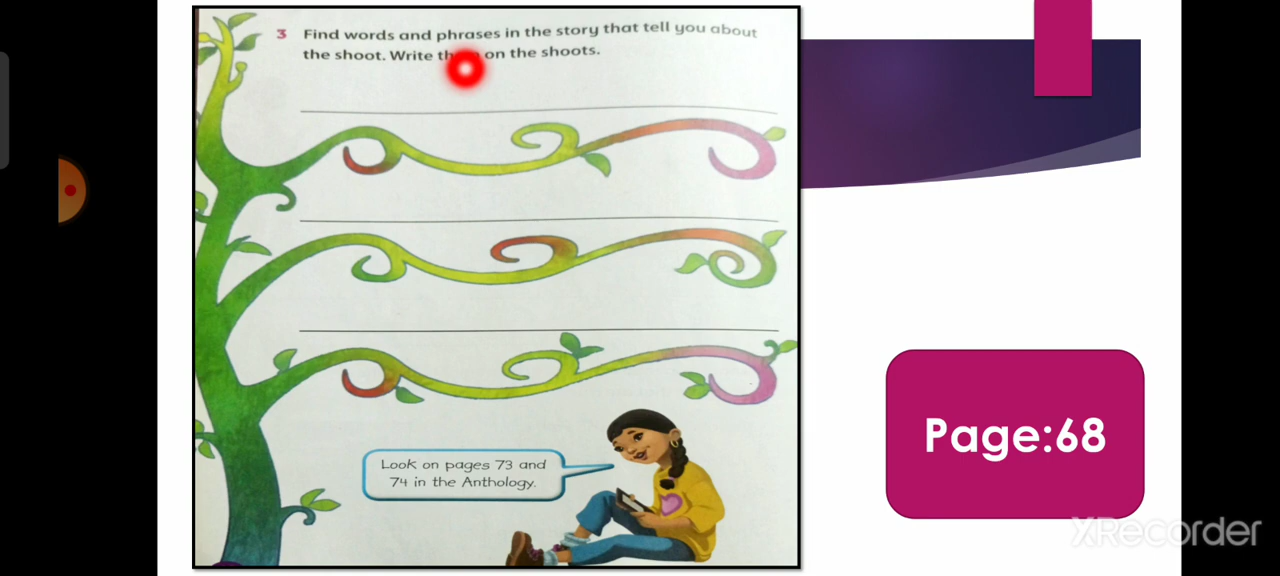 3 Find words and phrases in the story that tell you about
the shoot. Write on the shoots.
Look on pages 73 and
74 in the Anthology.
Page:68
XRecorder